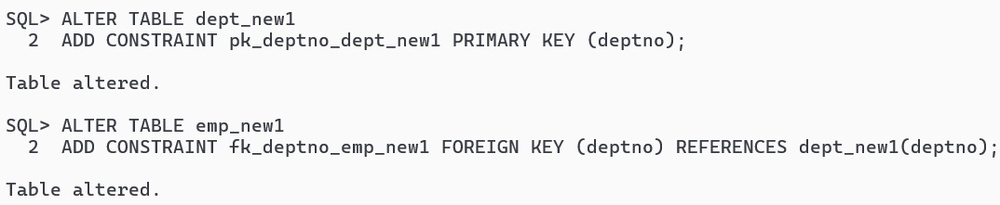 SQL> ALTER TABLE dept_new1
  2  ADD CONSTRAINT pk_deptno_dept_new1 PRIMARY KEY (deptno);
Table altered.
SQL> ALTER TABLE emp_new1
  2  ADD CONSTRAINT fk_deptno_emp_new1 FOREIGN KEY (deptno) REFERENCES dept_new1(deptno);
Table altered.